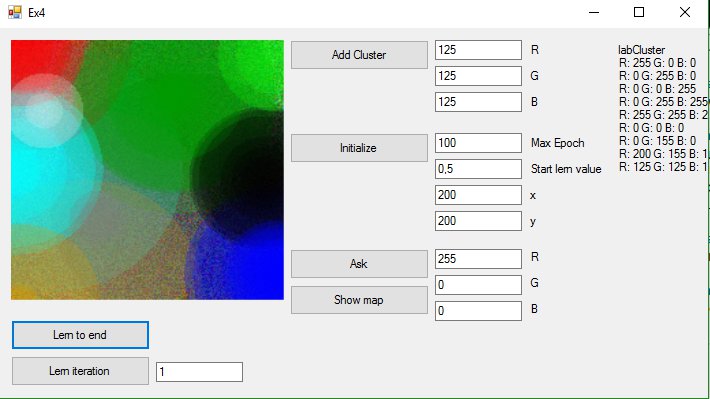 Ex4
Add Cluster
125 R
125 G
125 B
Initialize
100 Max Epoch
0,5 Start lern value
200 x
200 y
Ask
255 R
Show map
0 G
0 B
labCluster
R: 255 G: 0 B: 0
R: 0 G: 255 B: 0
R: 0 G: 0 B: 255
R: 0 G: 255 B: 255
R: 255 G: 255 B: 2
R: 0 G: 0 B: 0
R: 0 G: 155 B: 0
R: 200 G: 155 B: 1
R: 125 G: 125 B: 1
Lern to end
Lern iteration 1